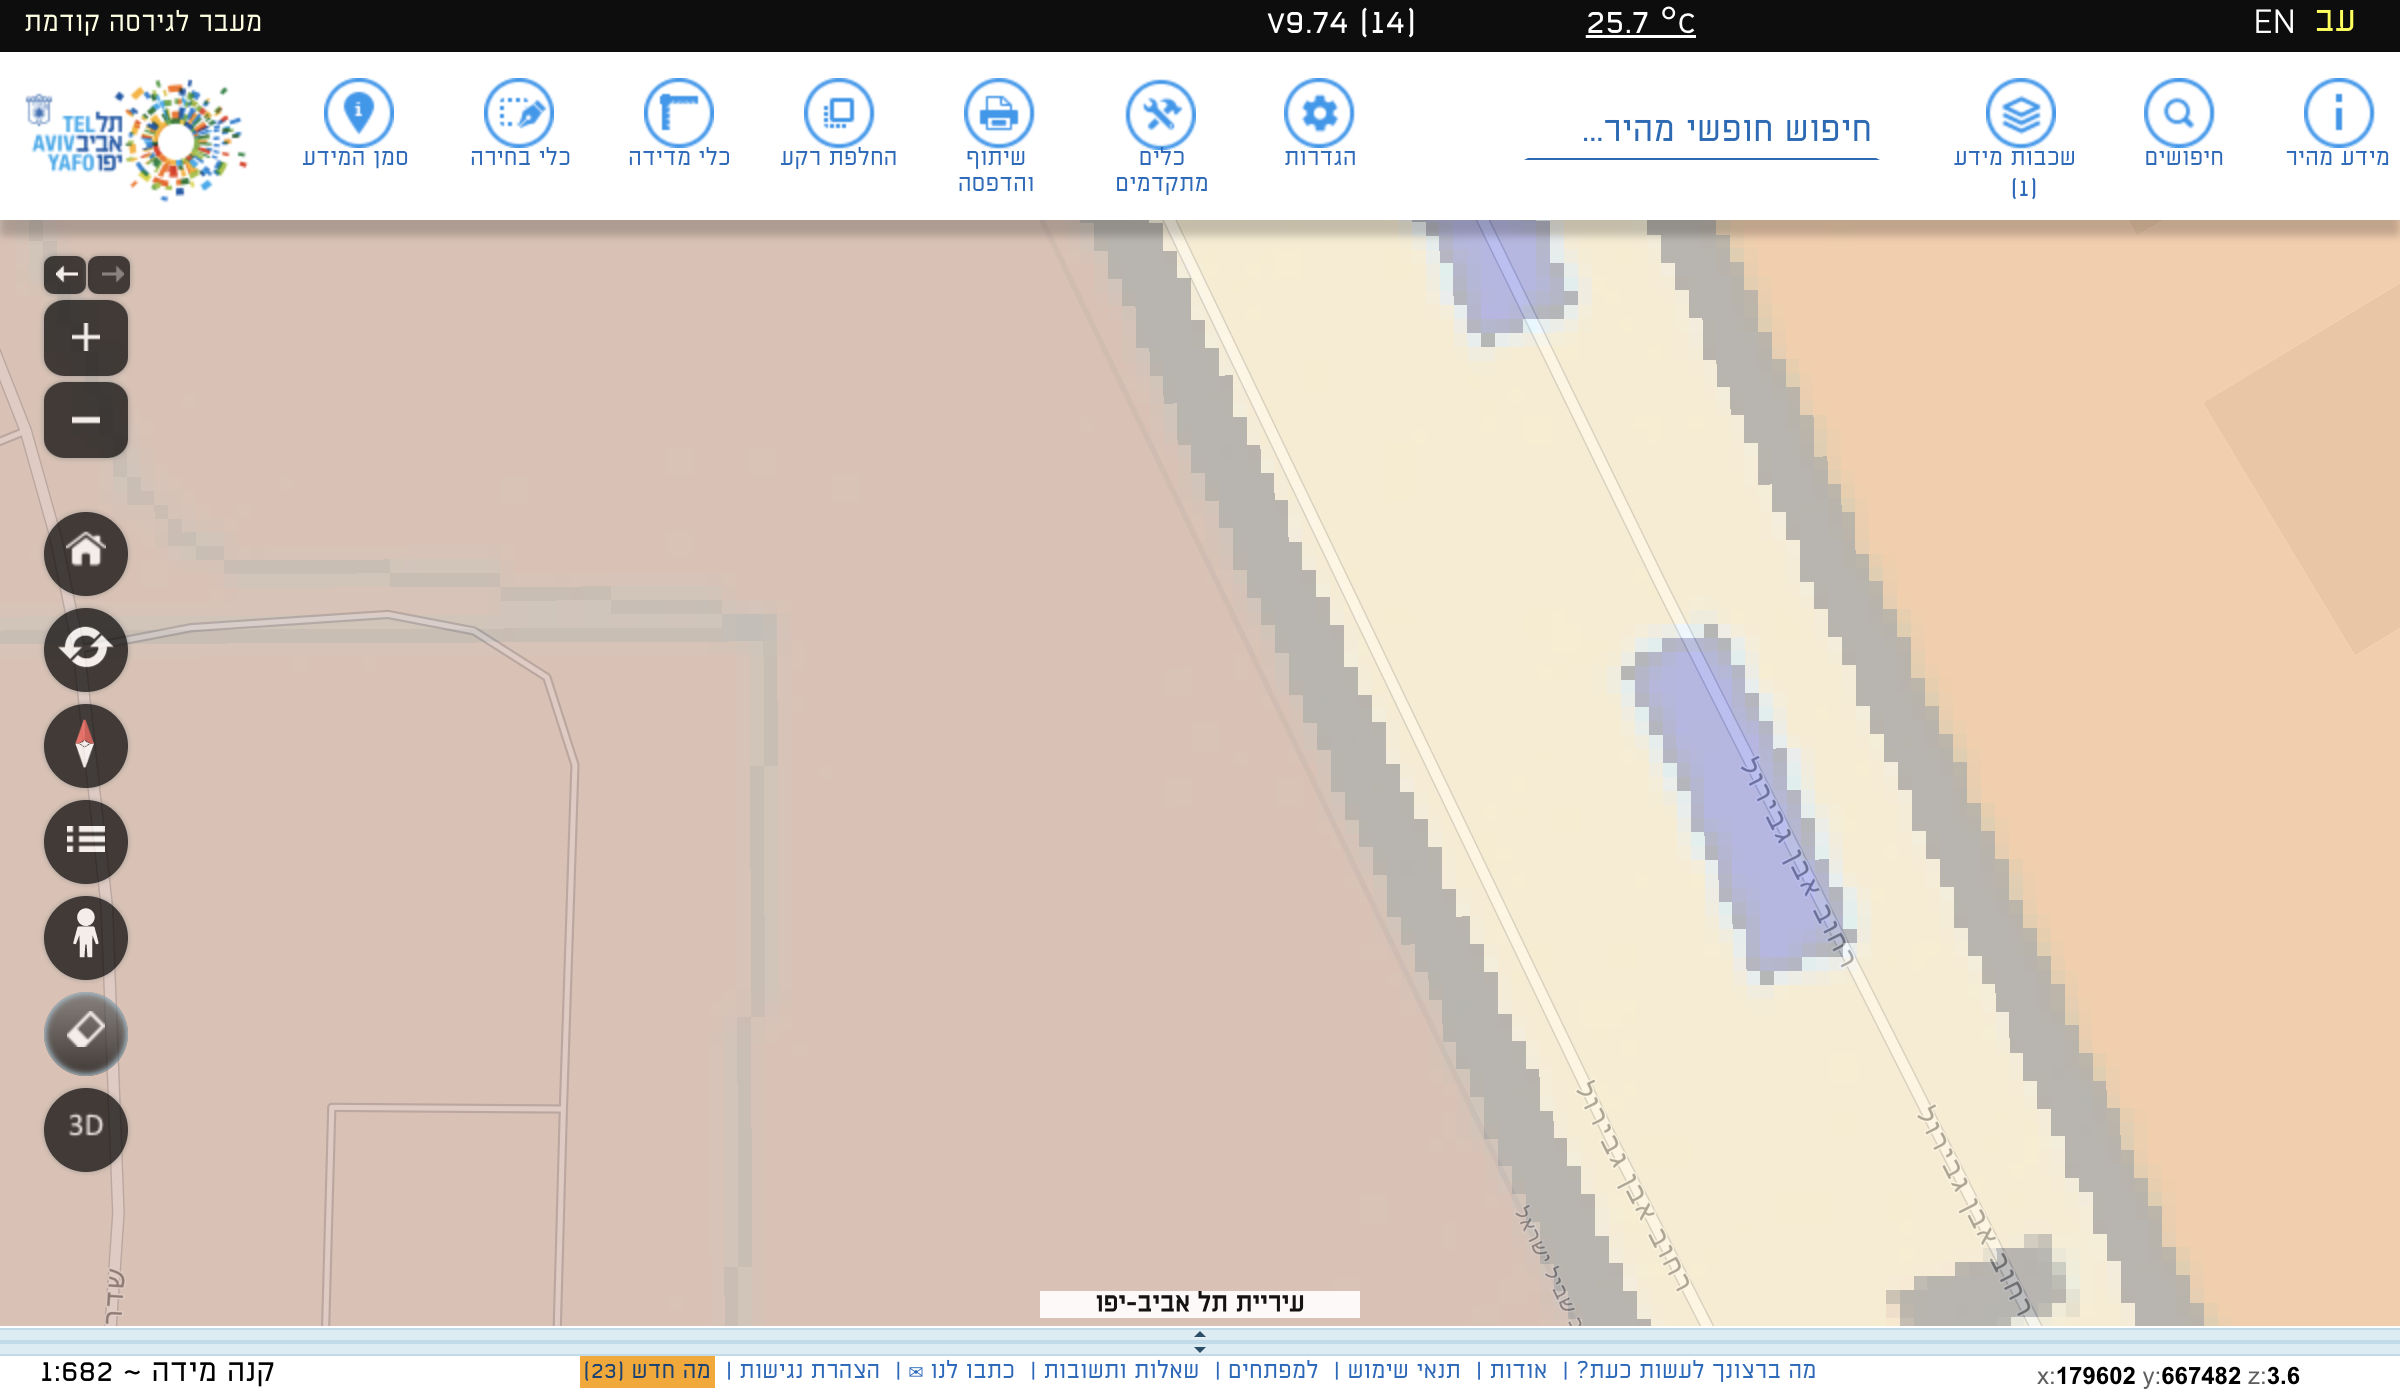 עב EN
25.7 °C
V9.74 (14)
מעבר לגירסה קודמת
מידע מהיר
חיפושים
שכבות מידע
(1)
חיפוש חופשי מהיר...
הגדרות
כלים
מתקדמים
שיתוף
והדפסה
החלפת רקע
כלי מדידה
כלי בחירה
סמן המידע
תל
אביב
יפו
TEL
AVIV
YAFO
רחוב אבן גבירול
רחוב אבן גבירול
רחוב אבן גבירול
שביל ישראל
שדר
3D
עיריית תל אביב-יפו
מה ברצונך לעשות כעת? | אודות | תנאי שימוש | למפתחים | שאלות ותשובות | כתבו לנו ✉ | הצהרת נגישות | מה חדש (23)
קנה מידה ~ 1:682
x:179602 y:667482 z:3.6